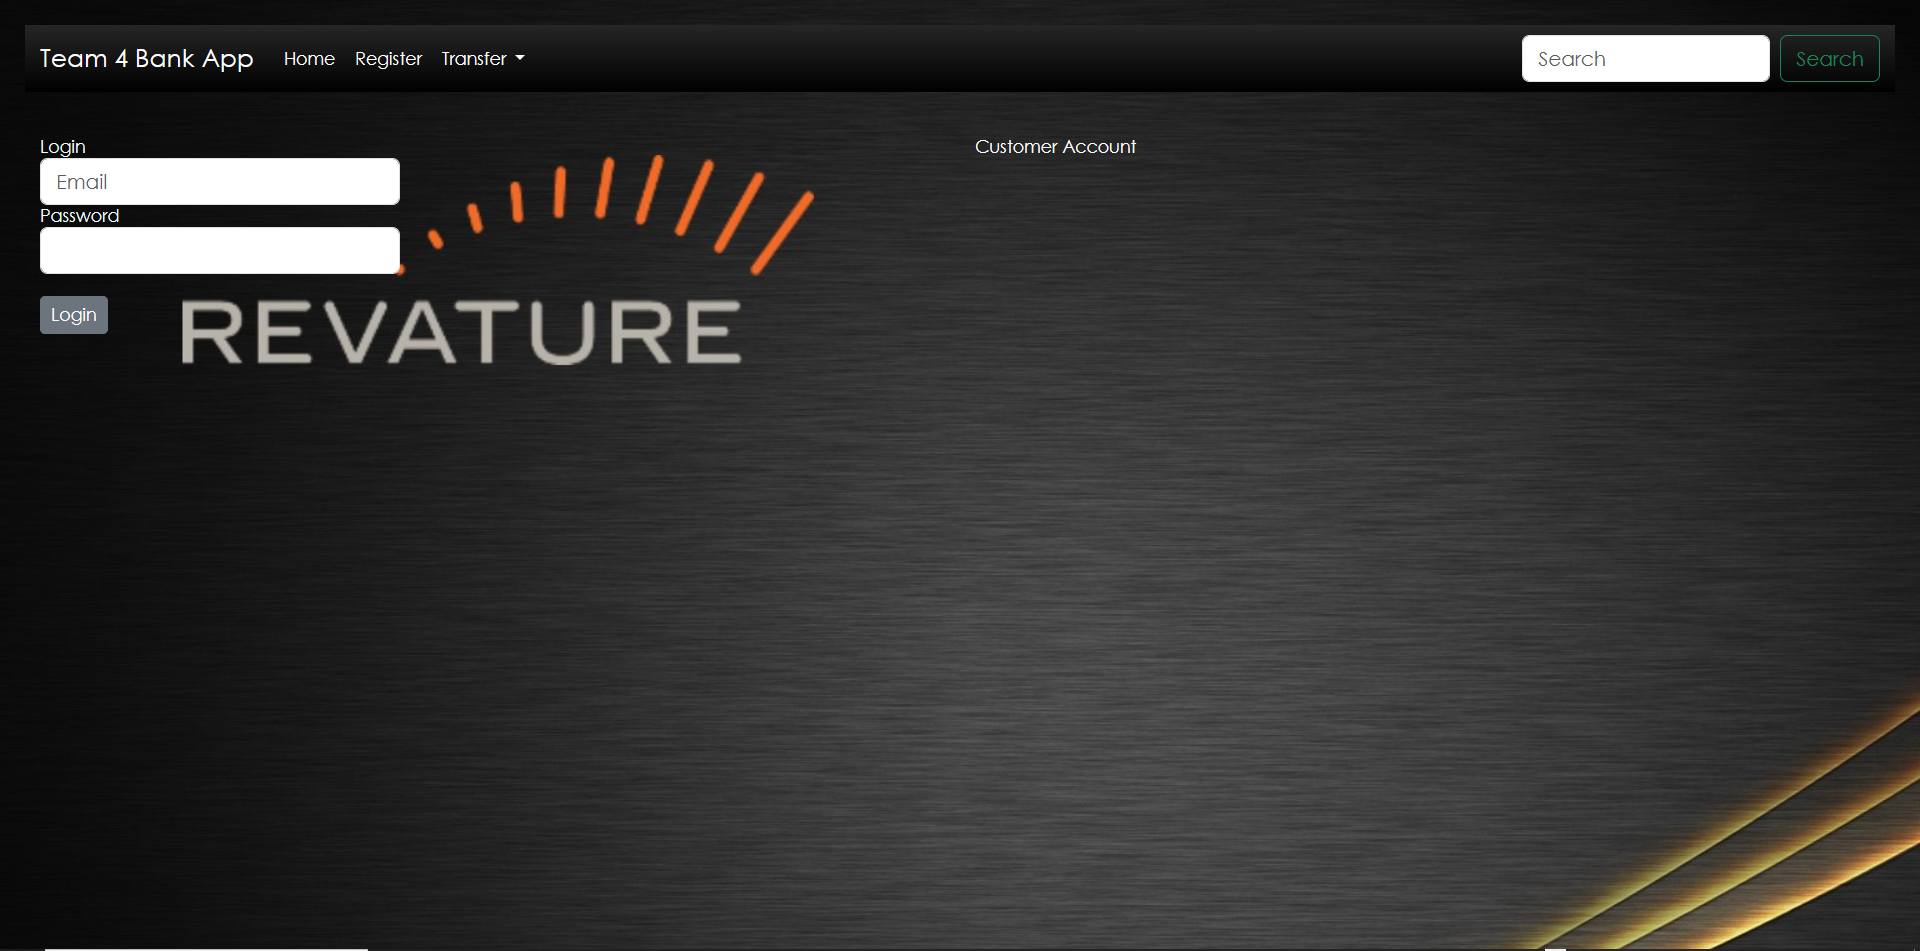 Team 4 Bank App Home Register Transfer Search Search
Login
Customer Account
Email
Password
Login
REVATURE